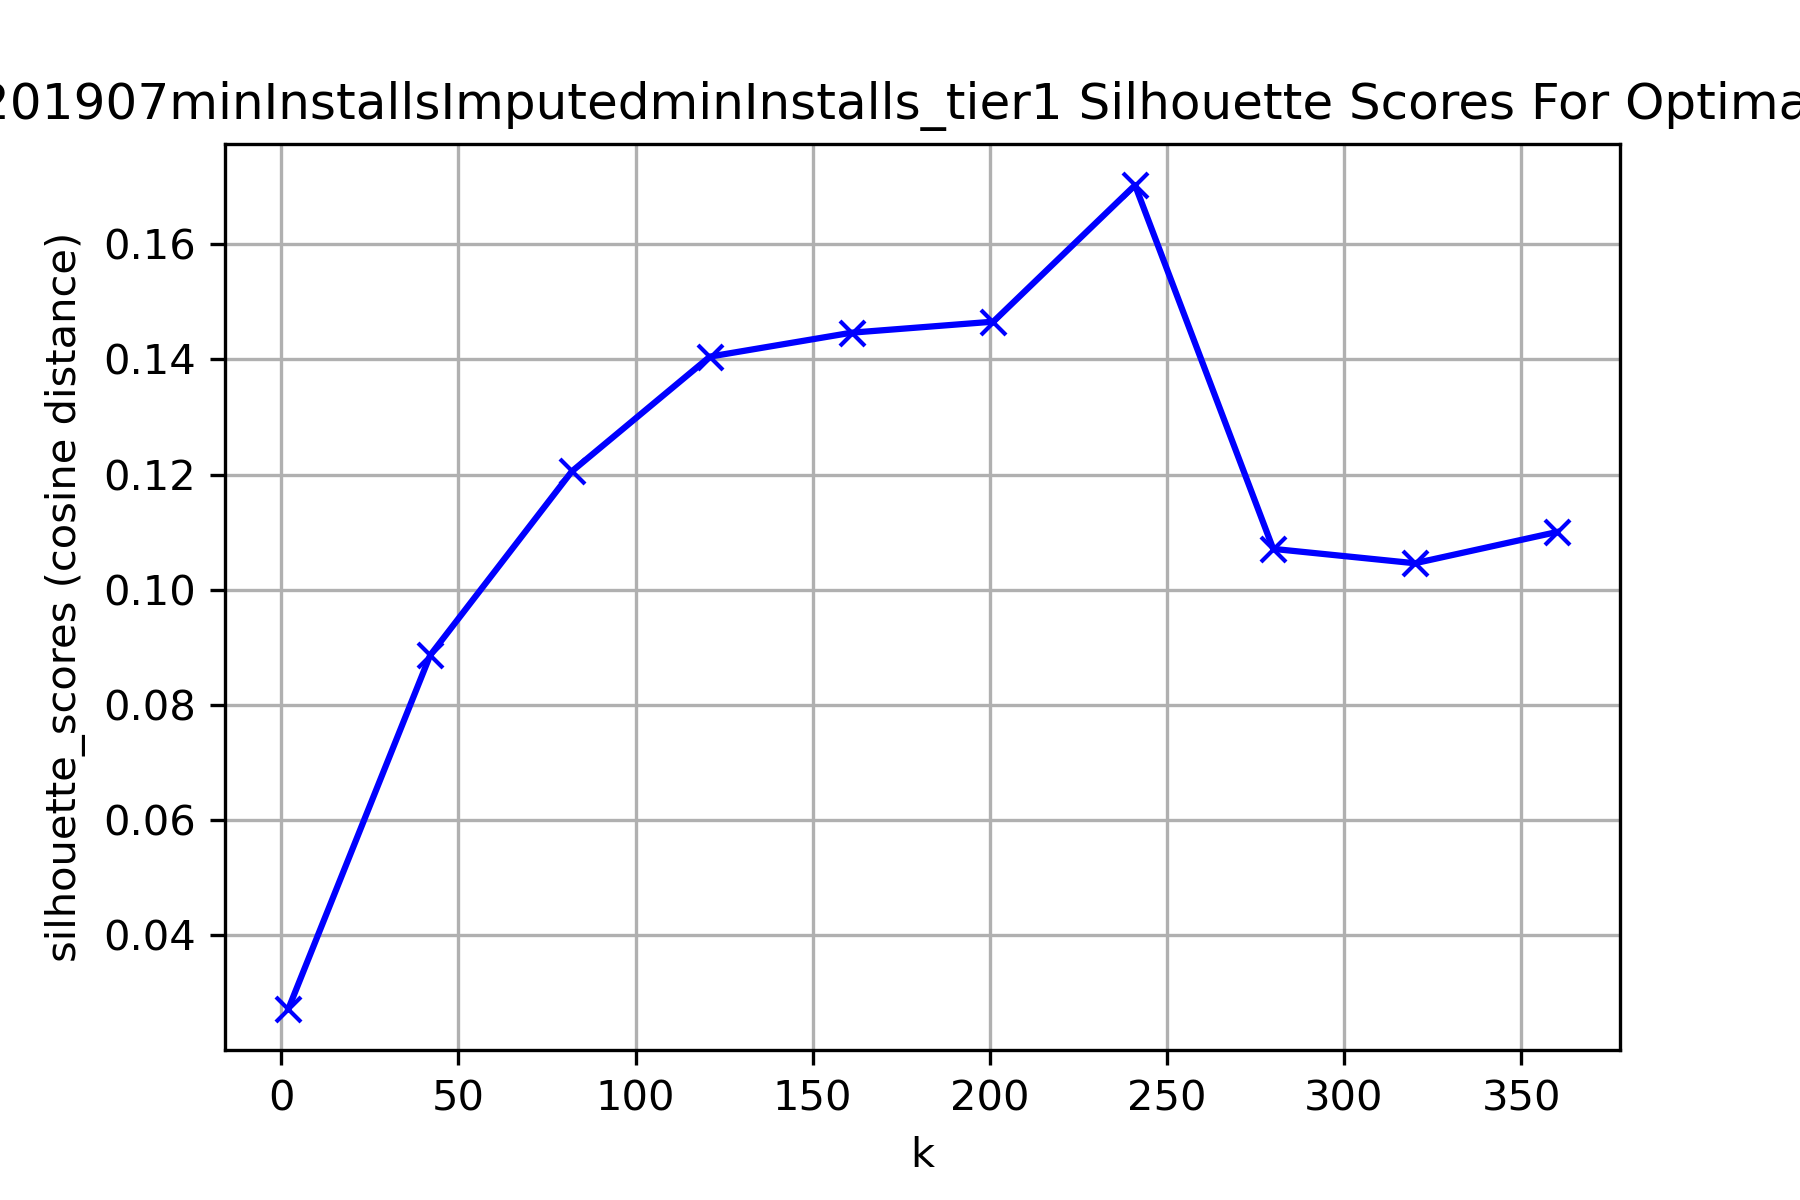 201907minInstallsImputedminInstalls_tier1 Silhouette Scores For Optima
silhouette_scores (cosine distance)
0.16
0.14
0.12
0.10
0.08
0.06
0.04
0 50 100 150 200 250 300 350
k